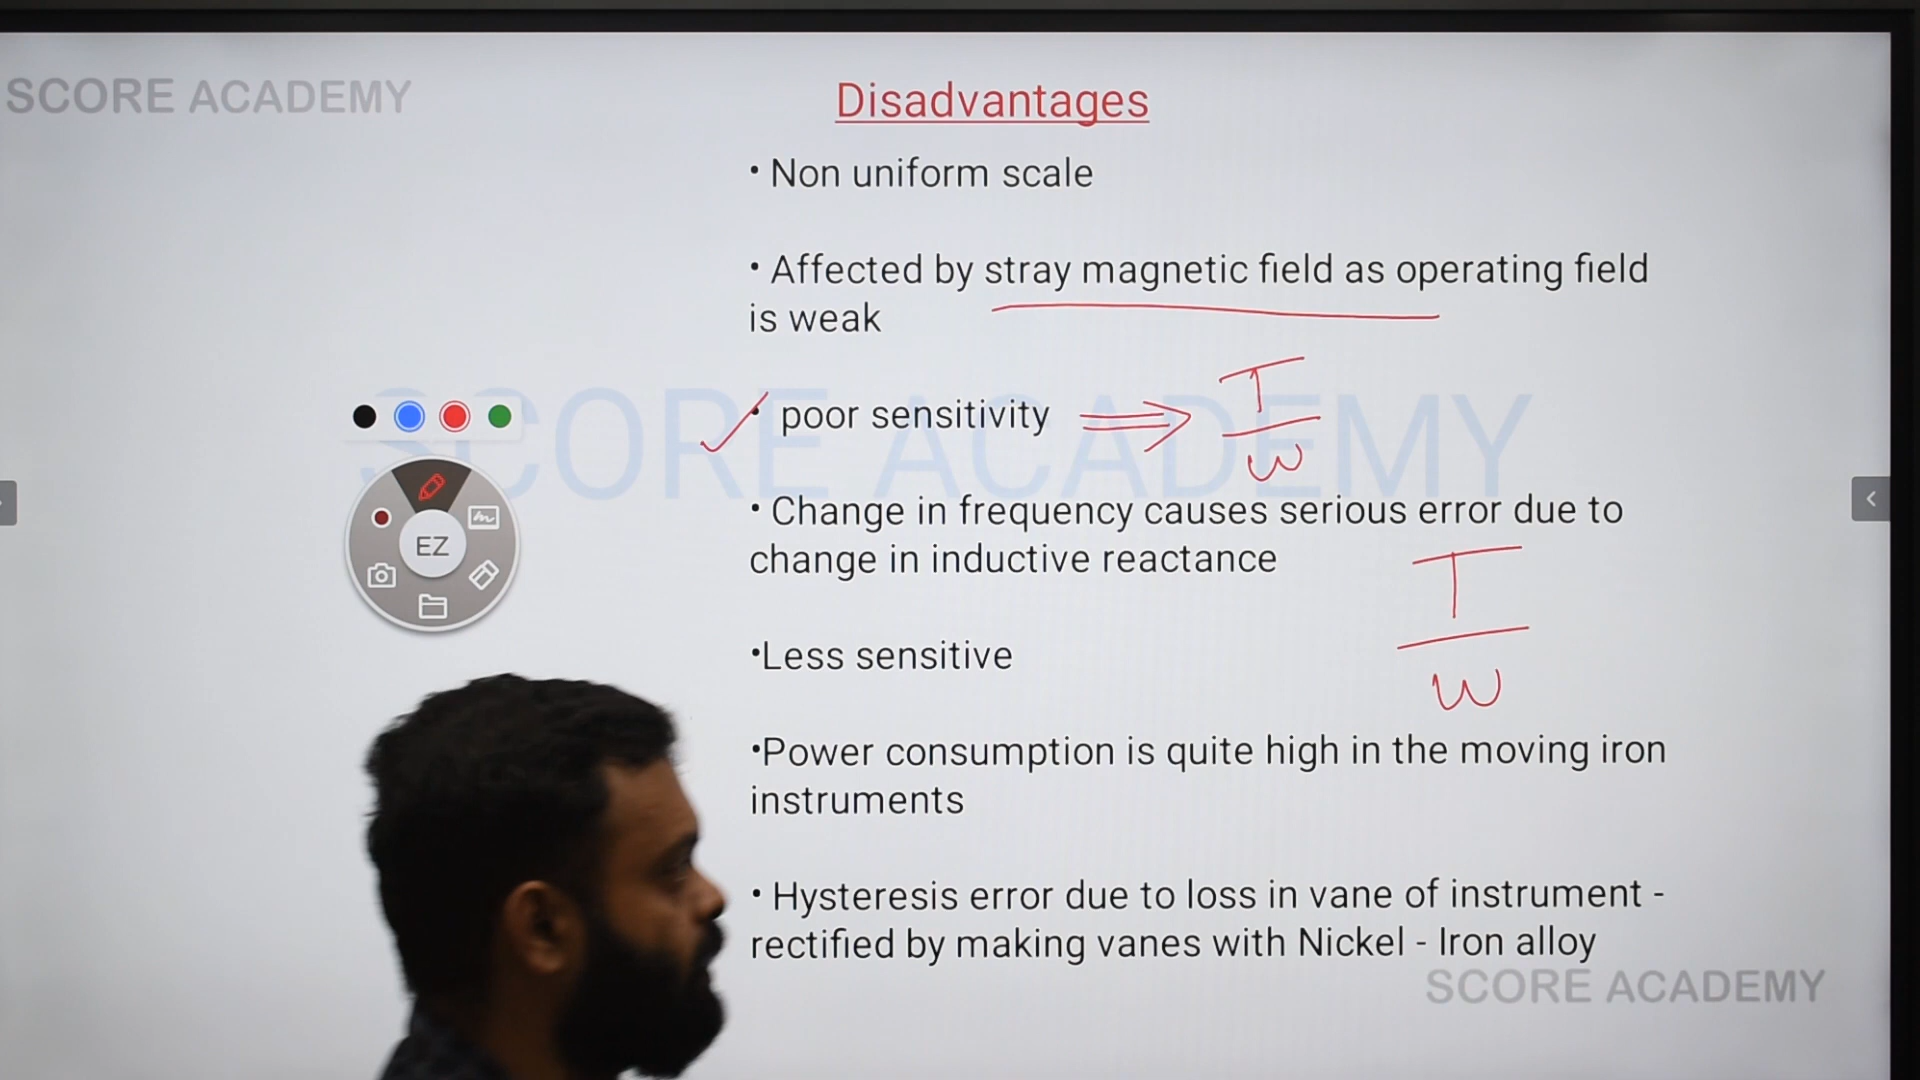 SCORE ACADEMY
Disadvantages
• Non uniform scale
• Affected by stray magnetic field as operating field
is weak
• poor sensitivity ⇒ T
w
SCORE ACADEMY
• Change in frequency causes serious error due to
change in inductive reactance
T
w
EZ
•Less sensitive
•Power consumption is quite high in the moving iron
instruments
• Hysteresis error due to loss in vane of instrument -
rectified by making vanes with Nickel - Iron alloy
SCORE ACADEMY